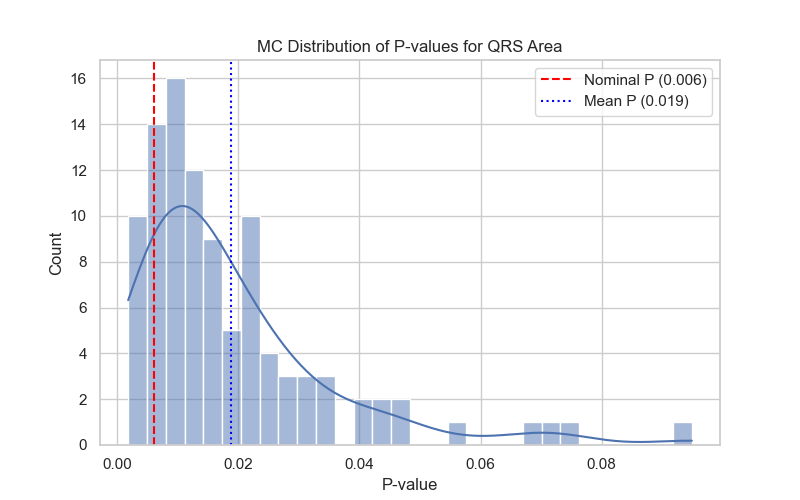 MC Distribution of P-values for QRS Area
Nominal P (0.006)
Mean P (0.019)
Count
16
14
12
10
8
6
4
2
0
0.00 0.02 0.04 0.06 0.08
P-value